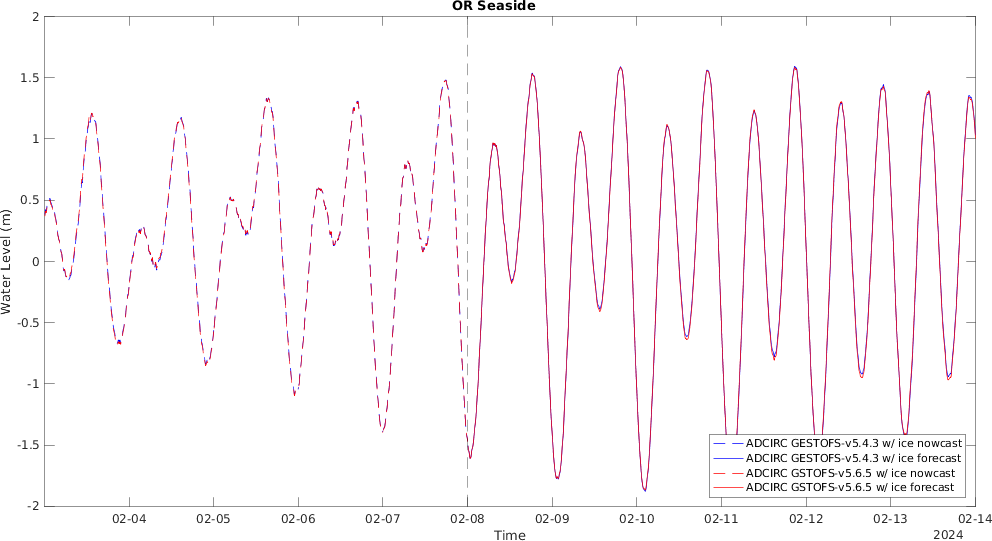 OR Seaside
2
1.5
1
0.5
0
-0.5
-1
-1.5
-2
Water Level (m)
02-04 02-05 02-06 02-07 02-08 02-09 02-10 02-11 02-12 02-13 02-14
Time
2024
ADCIRC GESTOFS-v5.4.3 w/ ice nowcast
ADCIRC GESTOFS-v5.4.3 w/ ice forecast
ADCIRC GSTOFS-v5.6.5 w/ ice nowcast
ADCIRC GSTOFS-v5.6.5 w/ ice forecast